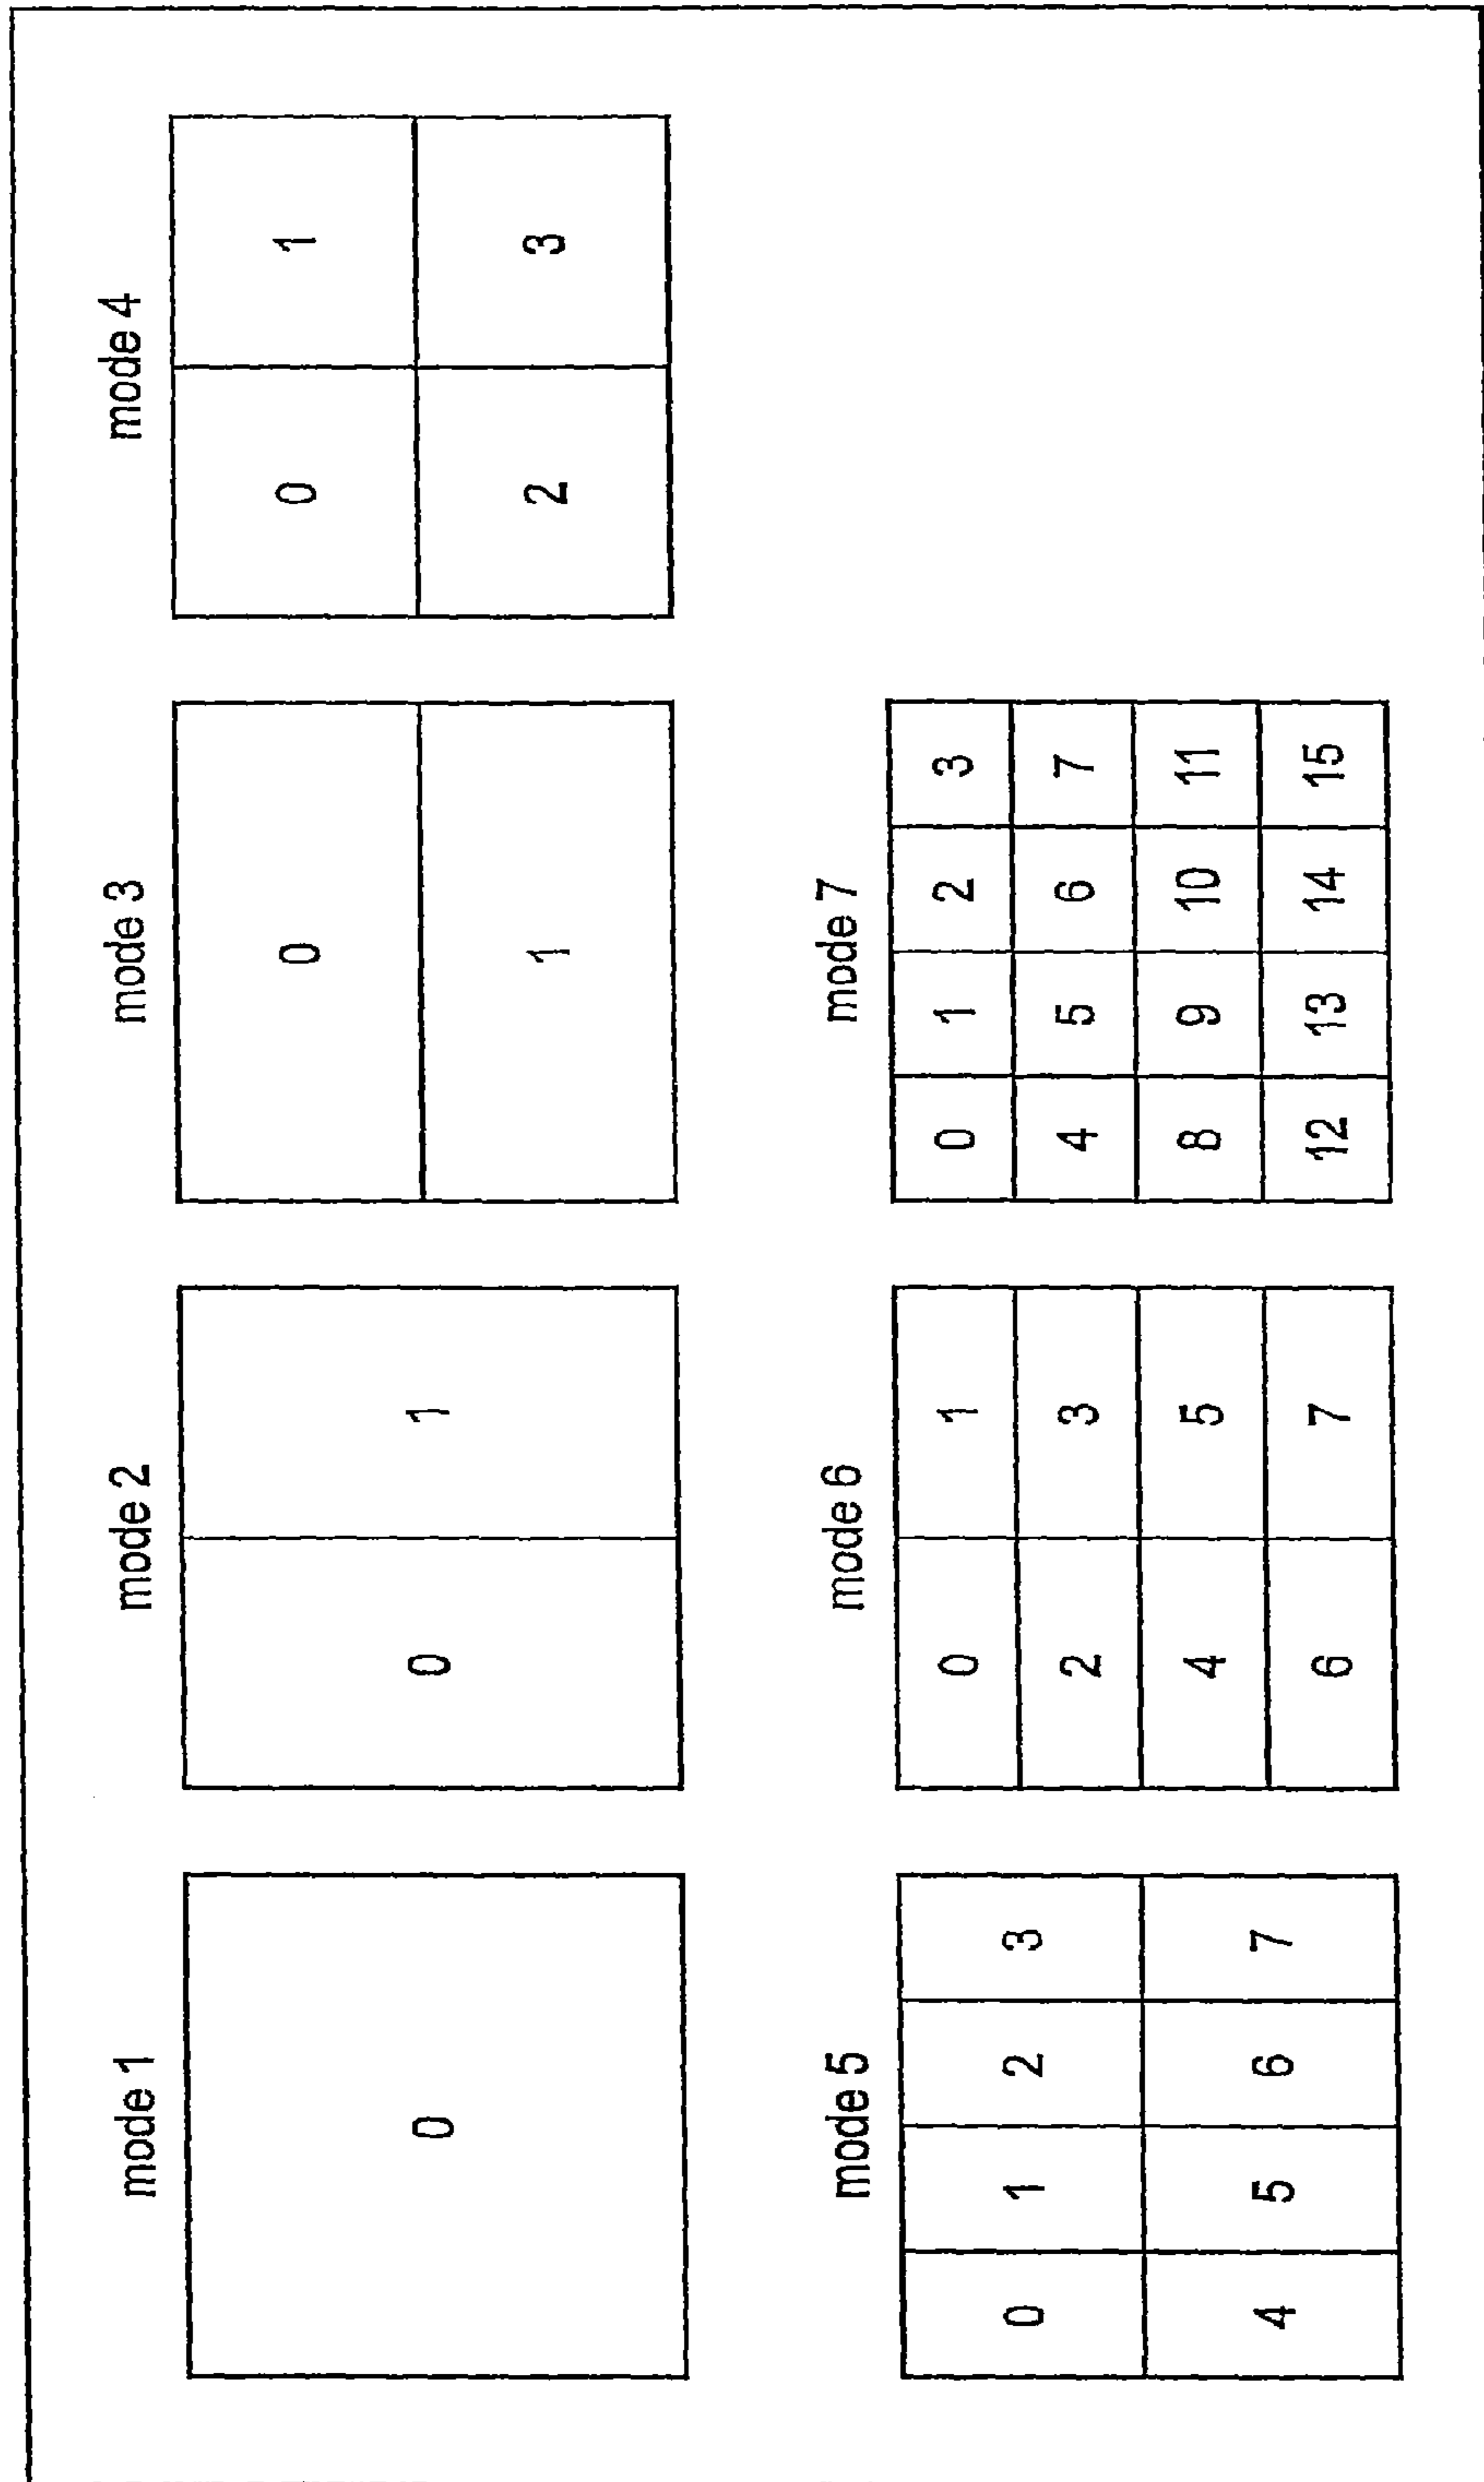 mode 1
0
mode 2
0 1
mode 3
0
1
mode 4
0 1
2 3
mode 5
0 1 2 3
4 5 6 7
mode 6
0 1
2 3
4 5
6 7
mode 7
0 1 2 3
4 5 6 7
8 9 10 11
12 13 14 15